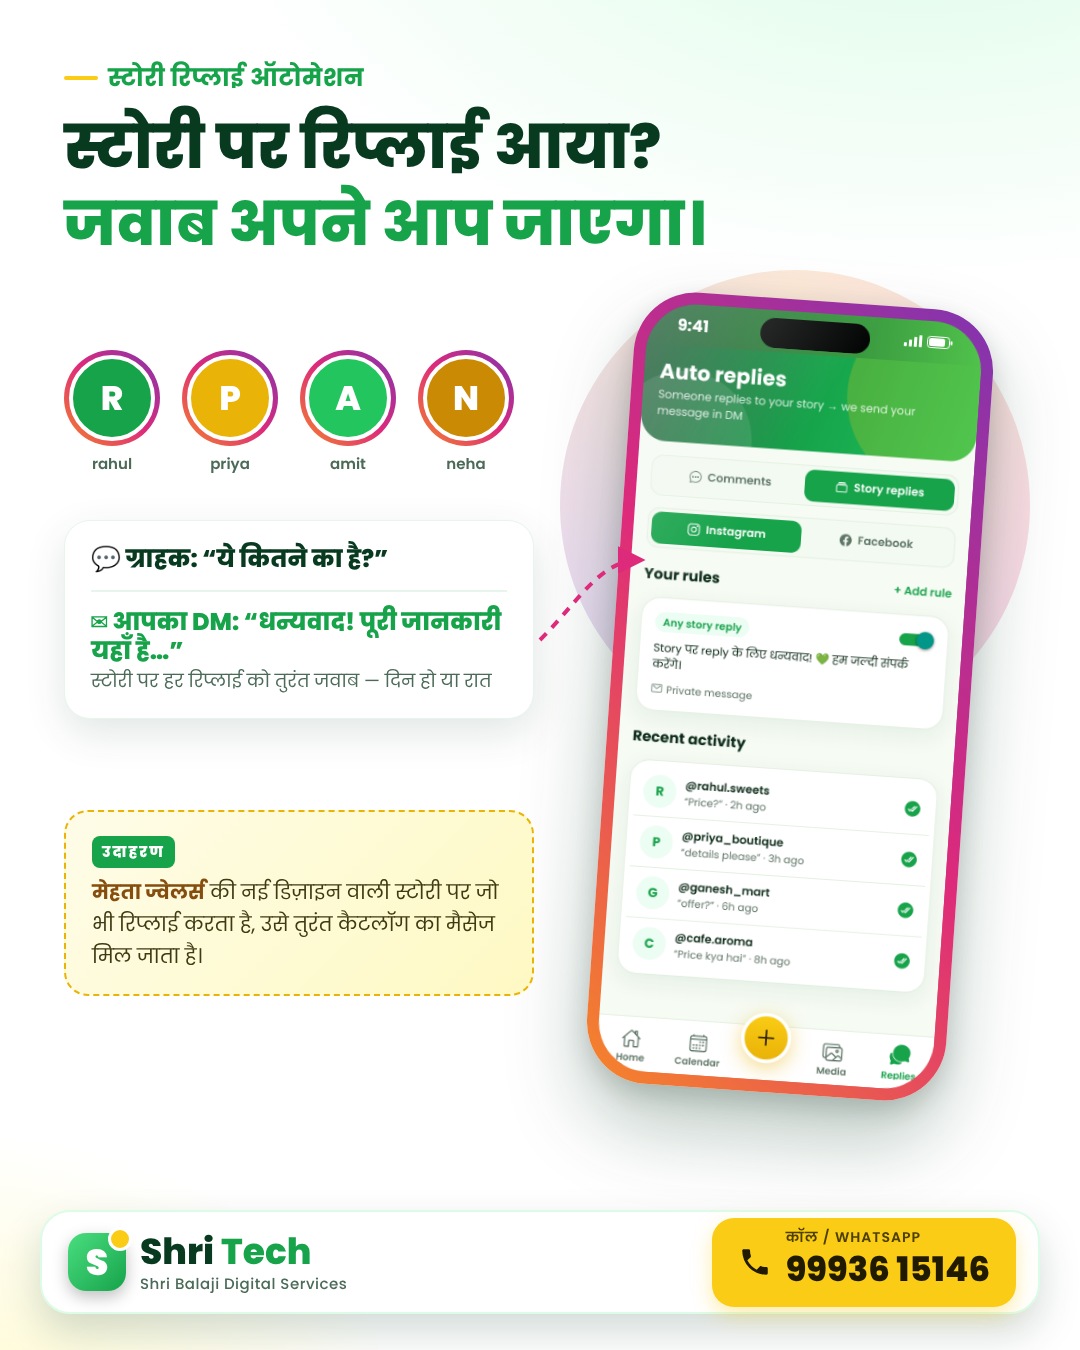 स्टोरी रिप्लाई ऑटोमेशन
स्टोरी पर रिप्लाई आया?
जवाब अपने आप जाएगा।
R P A N
rahul priya amit neha
💬 ग्राहक: “ये कितने का है?”
✉ आपका DM: “धन्यवाद! पूरी जानकारी
यहाँ है...”
स्टोरी पर हर रिप्लाई को तुरंत जवाब — दिन हो या रात
उदाहरण
मेहता ज्वेलर्स की नई डिज़ाइन वाली स्टोरी पर जो
भी रिप्लाई करता है, उसे तुरंत कैटलॉग का मैसेज
मिल जाता है।
9:41
Auto replies
Someone replies to your story → we send your
message in DM
Comments Story replies
Instagram Facebook
Your rules + Add rule
Any story reply
Story पर reply के लिए धन्यवाद! 💚 हम जल्दी संपर्क
करेंगे।
Private message
Recent activity
R @rahul.sweets
“Price?” · 2h ago
P @priya_boutique
“details please” · 3h ago
G @ganesh_mart
“offer?” · 6h ago
C @cafe.aroma
“Price kya hai” · 8h ago
Home Calendar + Media Replies
S Shri Tech
Shri Balaji Digital Services
कॉल / WHATSAPP
99936 15146